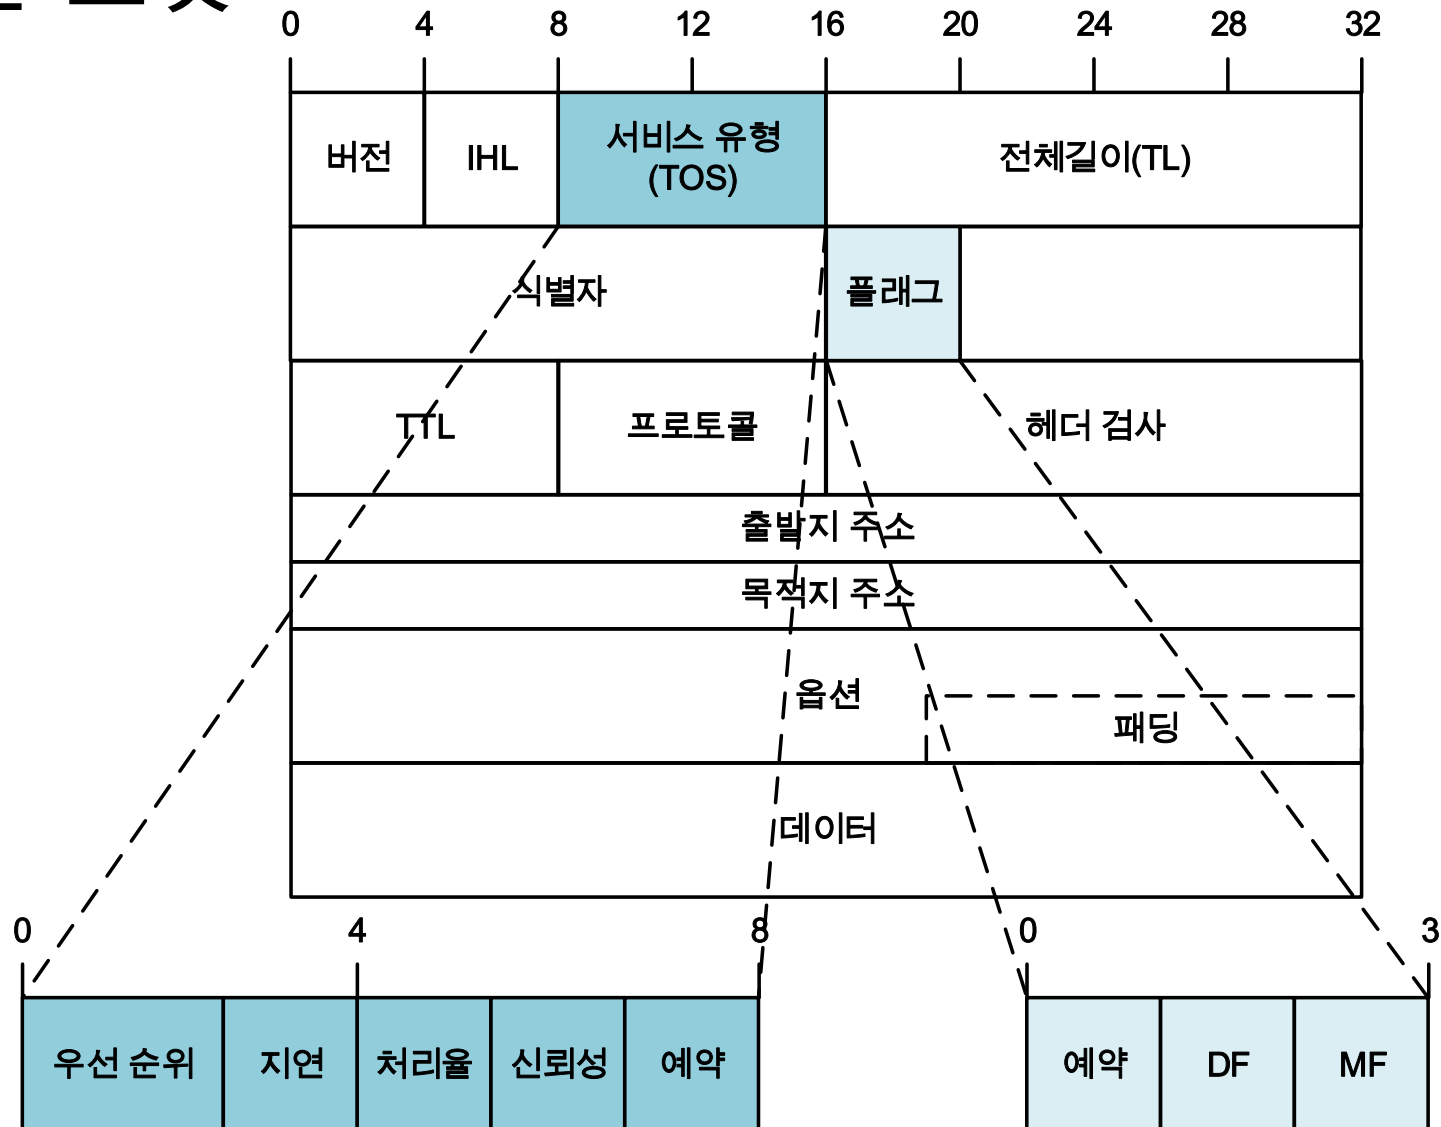 0 4 8 12 16 20 24 28 32
버전 IHL 서비스 유형 전체길이(TL)
(TOS)
식별자 플래그
TTL 프로토콜 헤더 검사
출발지 주소
목적지 주소
옵션
패딩
데이터
0 4 8 0 3
우선 순위 지연 처리율 신뢰성 예약 예약 DF MF